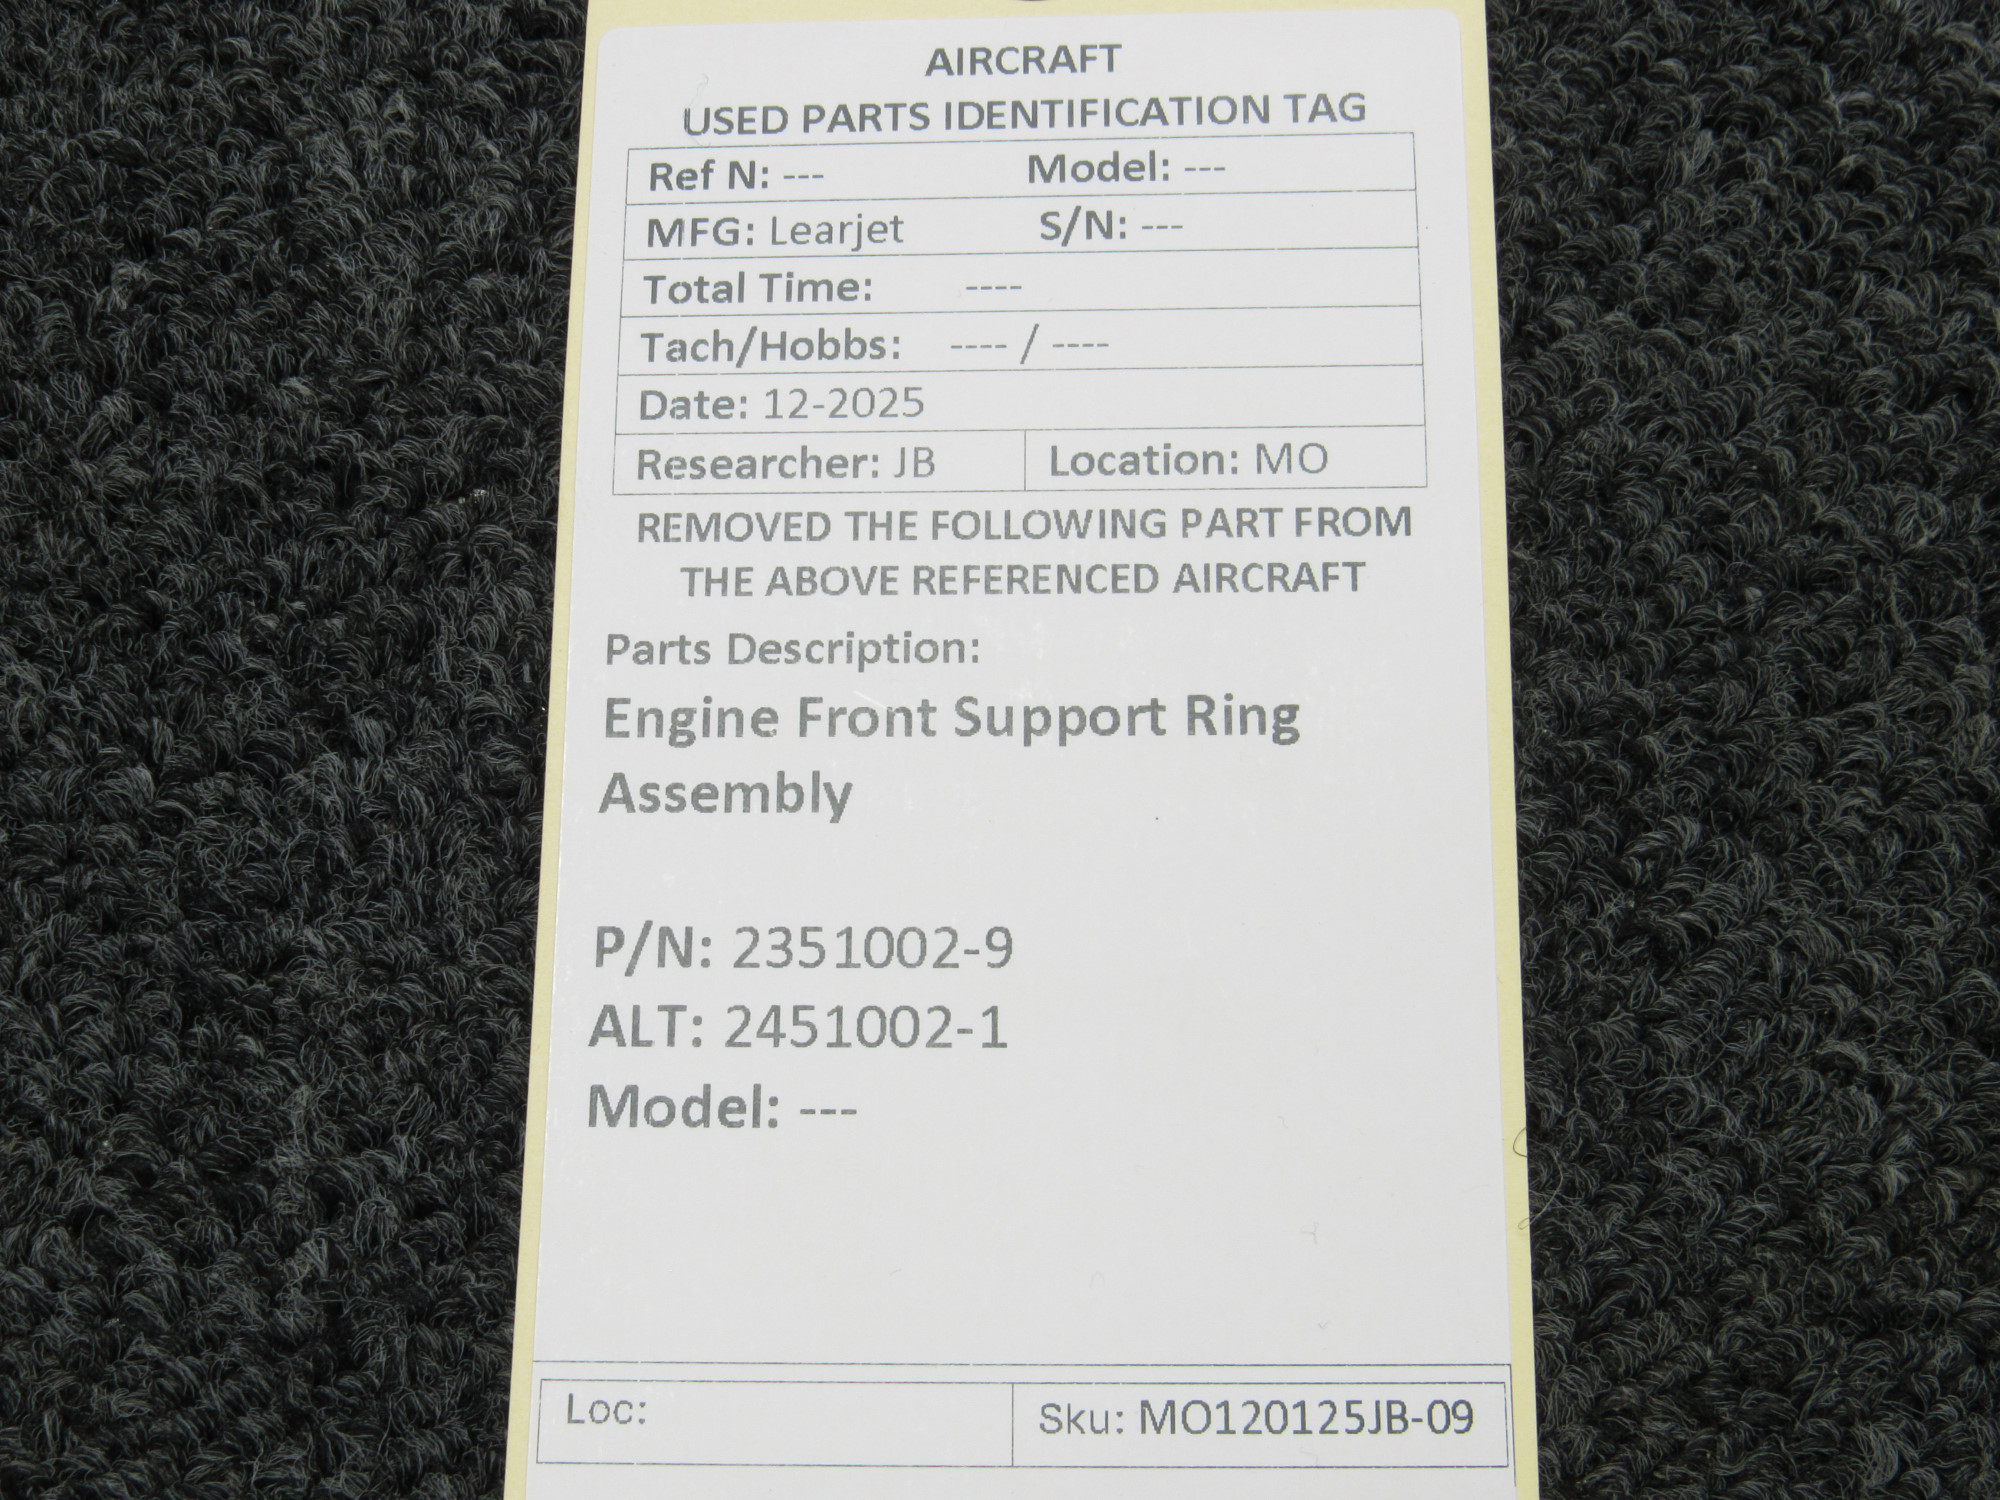 AIRCRAFT
USED PARTS IDENTIFICATION TAG
Ref N: --- Model: ---
MFG: Learjet S/N: ---
Total Time: ----
Tach/Hobbs: ---- / ----
Date: 12-2025
Researcher: JB Location: MO
REMOVED THE FOLLOWING PART FROM
THE ABOVE REFERENCED AIRCRAFT
Parts Description:
Engine Front Support Ring
Assembly
P/N: 2351002-9
ALT: 2451002-1
Model: ---
Loc: Sku: MO120125JB-09